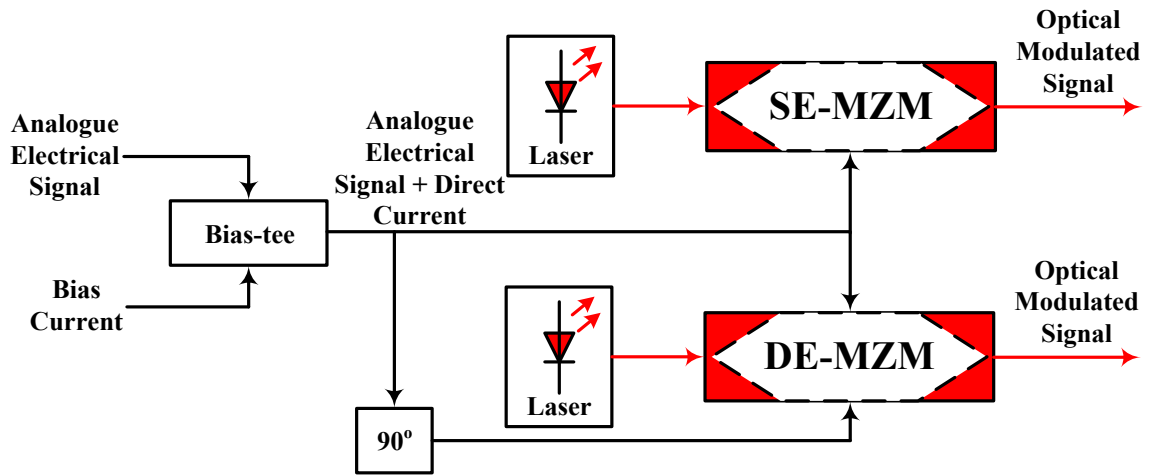 Analogue
Electrical
Signal
Bias-tee
Bias
Current
Analogue
Electrical
Signal + Direct
Current
90º
Laser
SE-MZM
Optical
Modulated
Signal
Laser
DE-MZM
Optical
Modulated
Signal